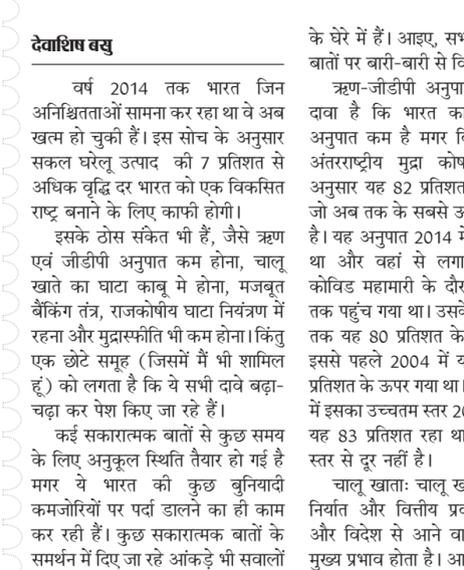 देवाशिष बसु
वर्ष 2014 तक भारत जिन
अनिश्चितताओं सामना कर रहा था वे अब
खत्म हो चुकी हैं। इस सोच के अनुसार
सकल घरेलू उत्पाद की 7 प्रतिशत से
अधिक वृद्धि दर भारत को एक विकसित
राष्ट्र बनाने के लिए काफी होगी।
इसके ठोस संकेत भी हैं, जैसे ऋण
एवं जीडीपी अनुपात कम होना, चालू
खाते का घाटा काबू मे होना, मजबूत
बैंकिंग तंत्र, राजकोषीय घाटा नियंत्रण में
रहना और मुद्रास्फीति भी कम होना। किंतु
एक छोटे समूह (जिसमें मैं भी शामिल
हूं) को लगता है कि ये सभी दावे बढ़ा-
चढ़ा कर पेश किए जा रहे हैं।
कई सकारात्मक बातों से कुछ समय
के लिए अनुकूल स्थिति तैयार हो गई है
मगर ये भारत की कुछ बुनियादी
कमजोरियों पर पर्दा डालने का ही काम
कर रही हैं। कुछ सकारात्मक बातों के
समर्थन में दिए जा रहे आंकड़े भी सवालों
के घेरे में हैं। आइए, सभ
बातों पर बारी-बारी से वि
ऋण-जीडीपी अनुपा
दावा है कि भारत का
अनुपात कम है मगर
अंतरराष्ट्रीय मुद्रा कोष
अनुसार यह 82 प्रतिशत
जो अब तक के सबसे ऊ
है। यह अनुपात 2014 मे
था और वहां से लगा
कोविड महामारी के दौर
तक पहुंच गया था। उसके
तक यह 80 प्रतिशत के
इससे पहले 2004 में य
प्रतिशत के ऊपर गया था।
में इसका उच्चतम स्तर 20
यह 83 प्रतिशत रहा था
स्तर से दूर नहीं है।
चालू खाताः चालू ख
निर्यात और वित्तीय प्रव
और विदेश से आने वा
मुख्य प्रभाव होता है। आ